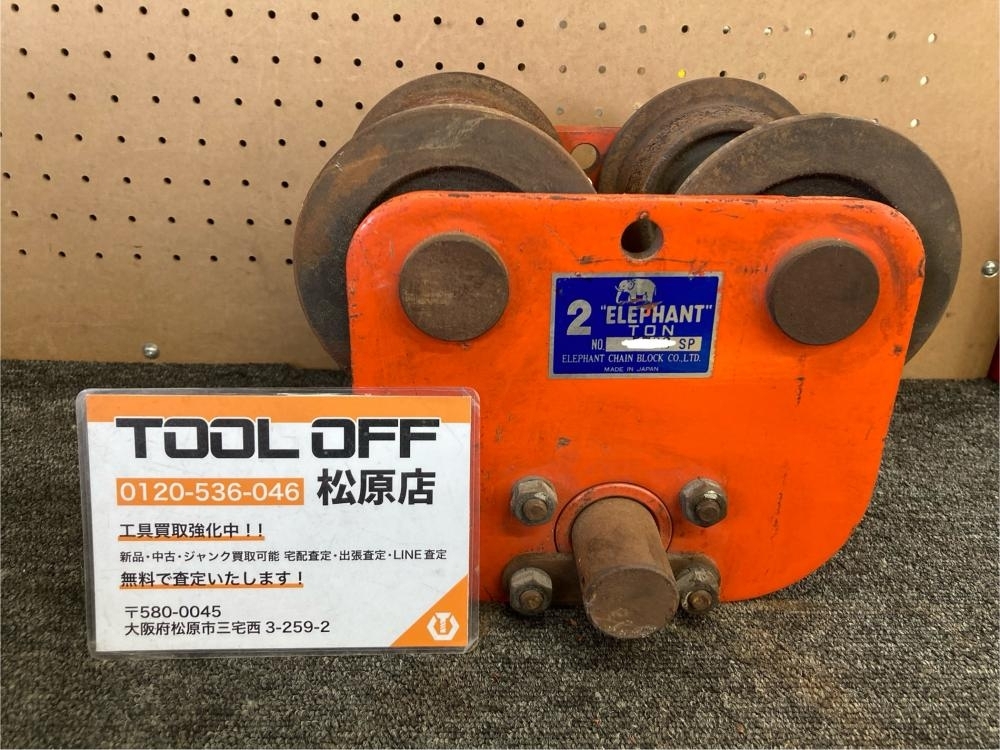 2 "ELEPHANT"
TON
NO. SP
ELEPHANT CHAIN BLOCK CO., LTD.
MADE IN JAPAN
TOOL OFF
0120-536-046 松原店
工具買取強化中！！
新品・中古・ジャンク買取可能 宅配査定・出張査定・LINE査定
無料で査定いたします！
〒580-0045
大阪府松原市三宅西 3-259-2